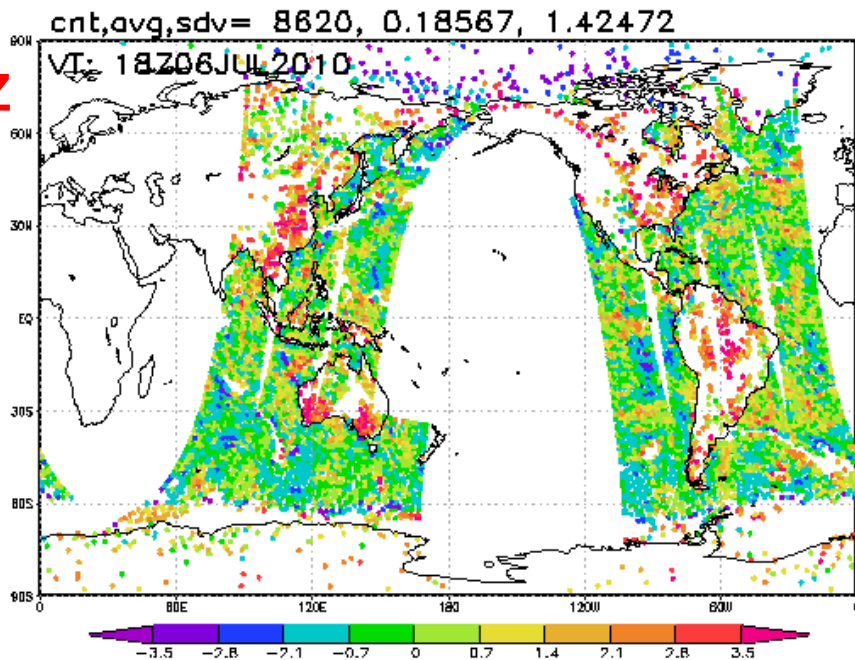 cnt,avg,sdv= 8620, 0.18567, 1.42472
VT: 18Z06JUL2010
Z
90N
60N
30N
EQ
30S
60S
90S
0 60E 120E 180 120W 60W
-3.5 -2.8 -2.1 -0.7 0 0.7 1.4 2.1 2.8 3.5